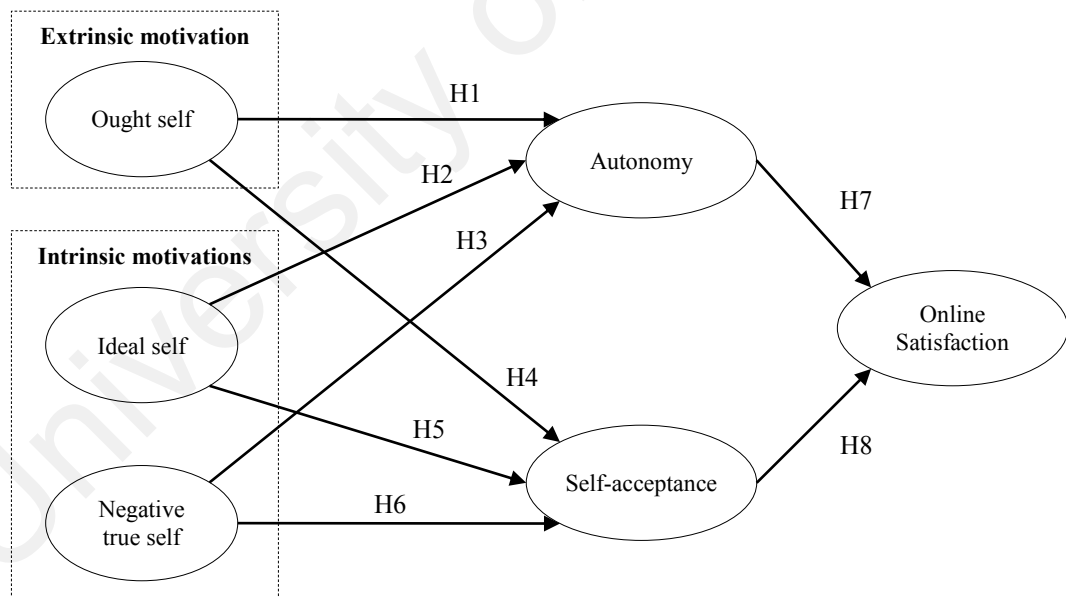 Extrinsic motivation
Ought self
H1
Autonomy
H2
H7
H3
Intrinsic motivations
Ideal self
Online
Satisfaction
H4
H5
H8
Self-acceptance
H6
Negative
true self
University o